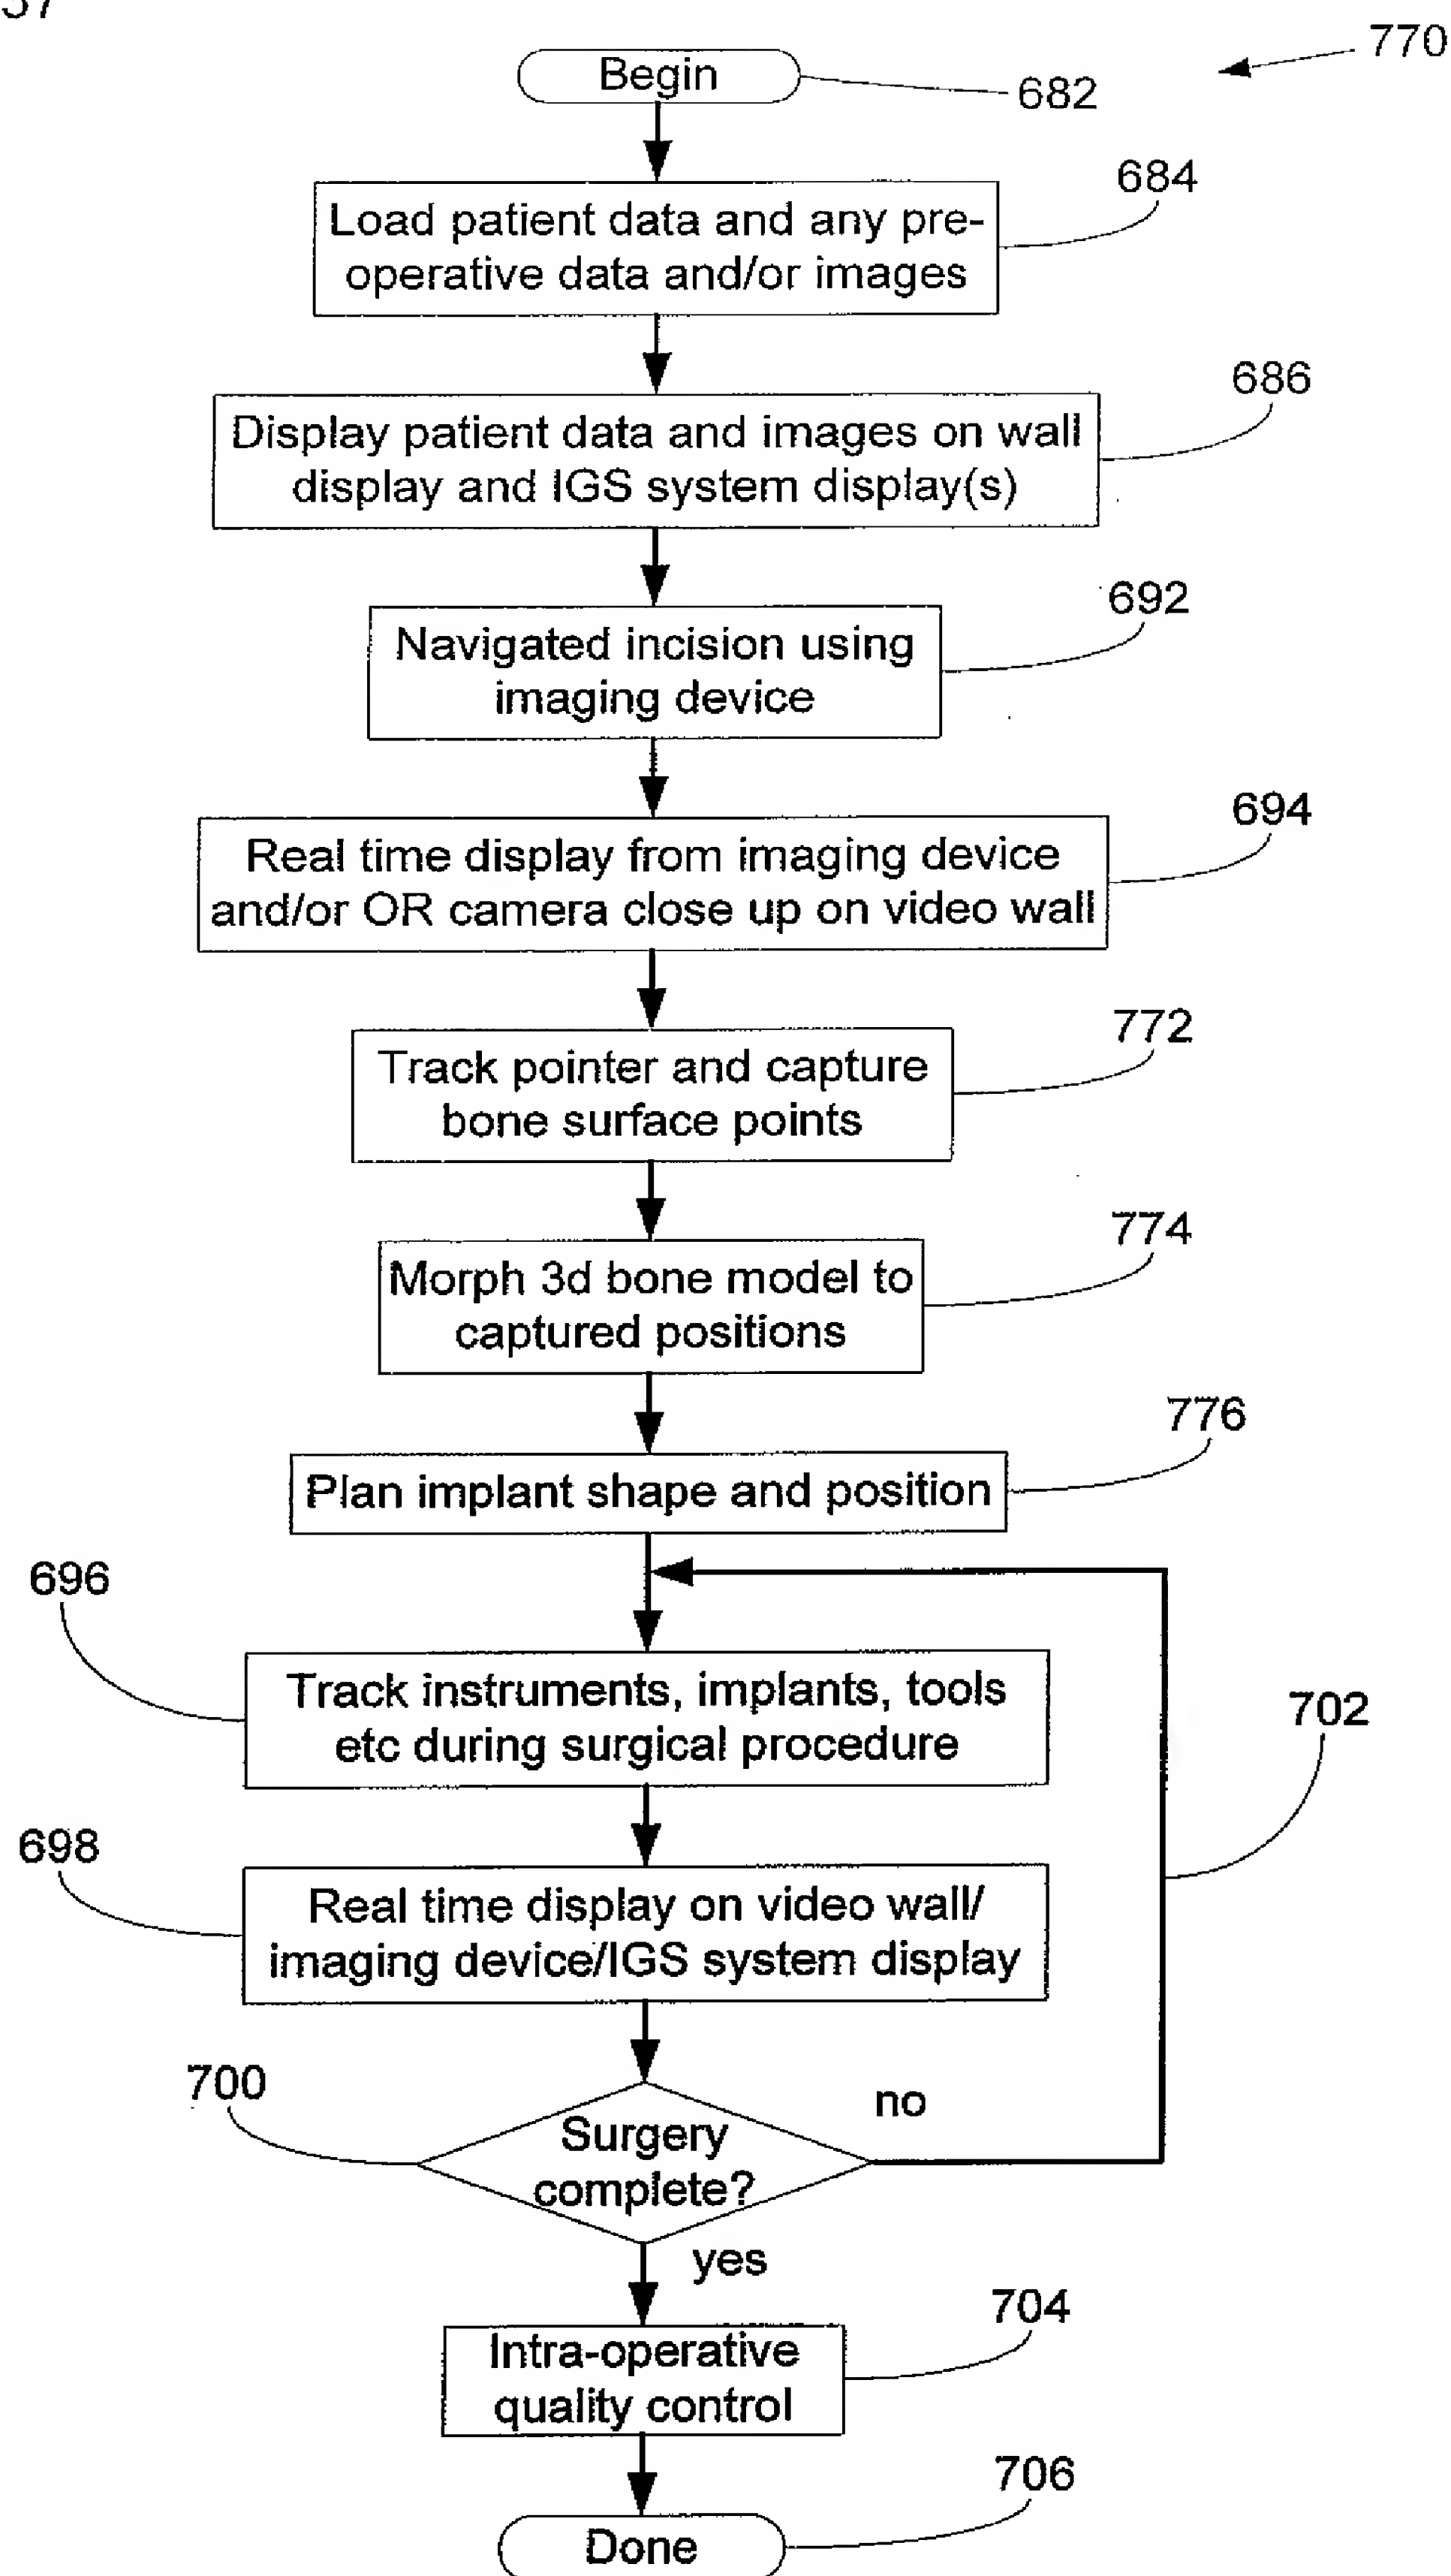 37
770
Begin
682
684
Load patient data and any pre-
operative data and/or images
686
Display patient data and images on wall
display and IGS system display(s)
692
Navigated incision using
imaging device
694
Real time display from imaging device
and/or OR camera close up on video wall
772
Track pointer and capture
bone surface points
774
Morph 3d bone model to
captured positions
776
Plan implant shape and position
696
Track instruments, implants, tools
etc during surgical procedure
702
698
Real time display on video wall/
imaging device/IGS system display
700
no
Surgery
complete?
yes
704
Intra-operative
quality control
706
Done